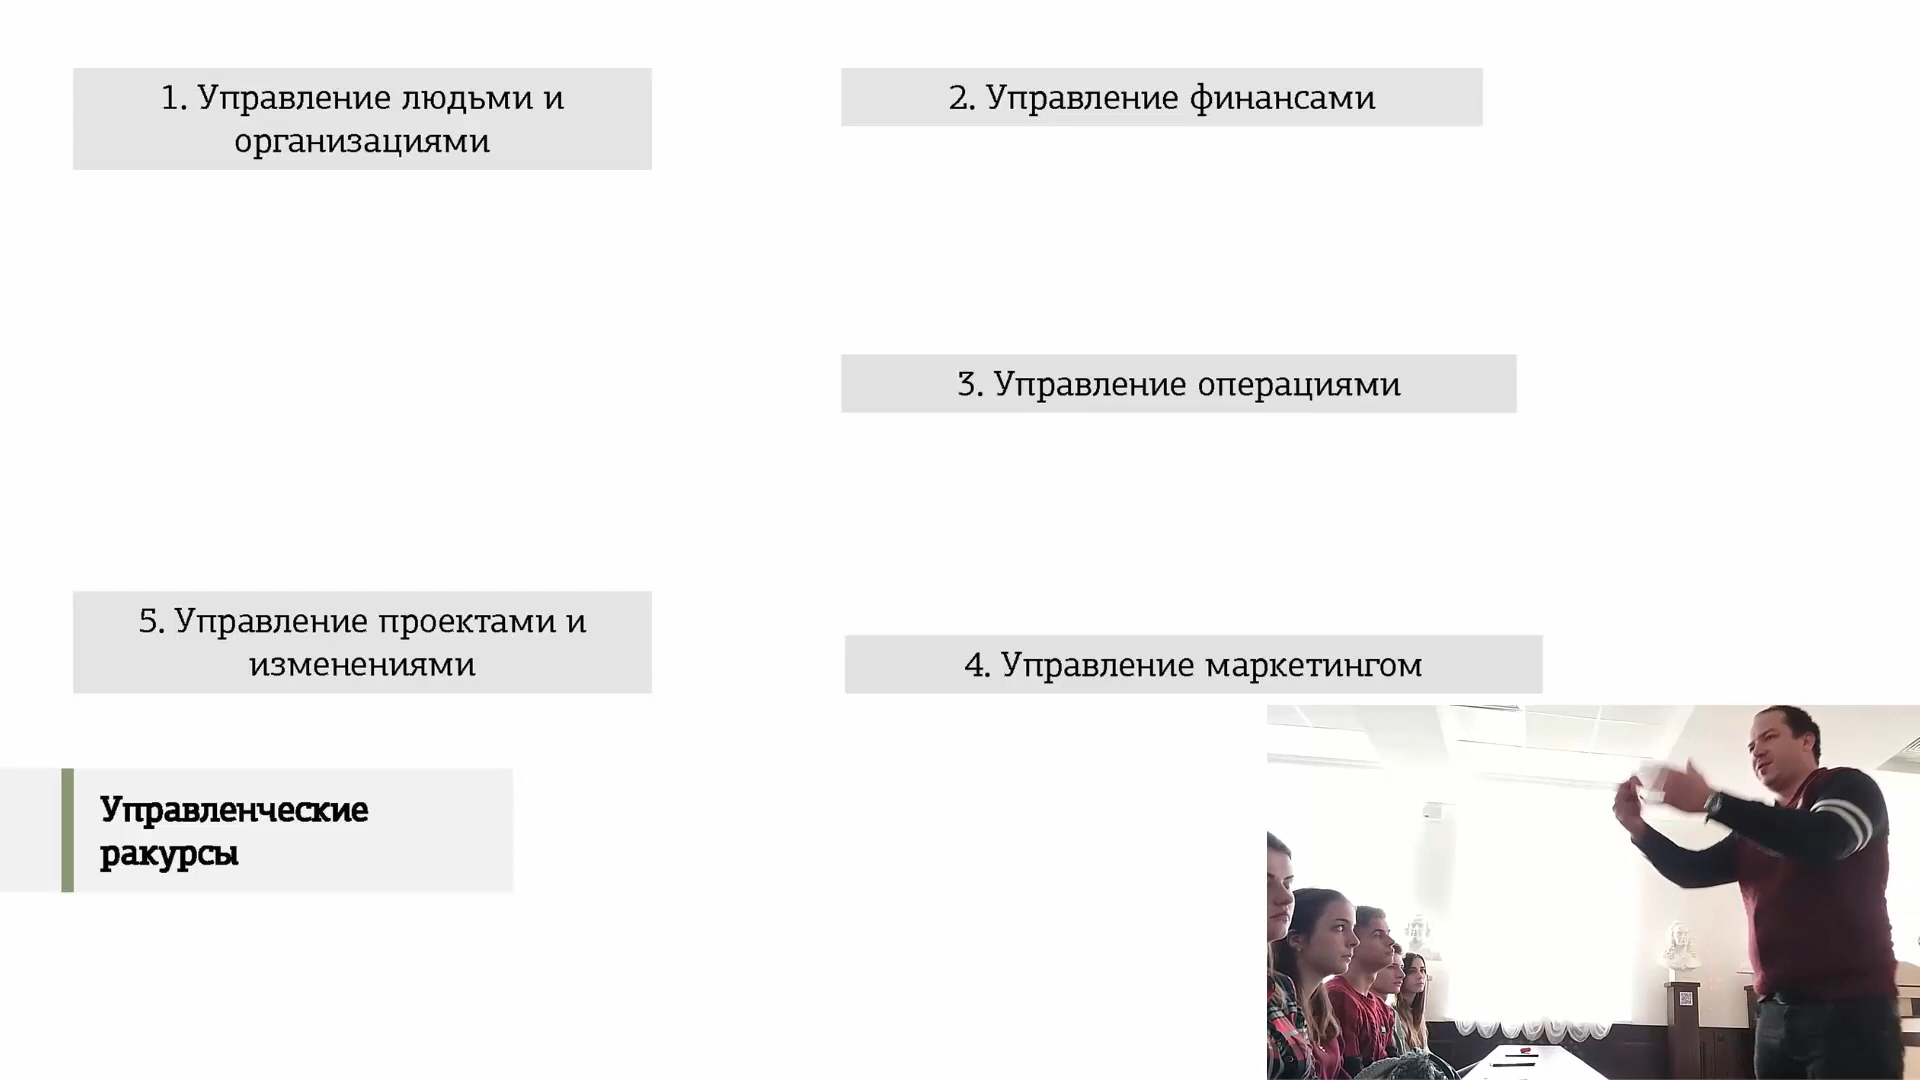 1. Управление людьми и
организациями
2. Управление финансами
3. Управление операциями
5. Управление проектами и
изменениями
4. Управление маркетингом
Управленческие
ракурсы